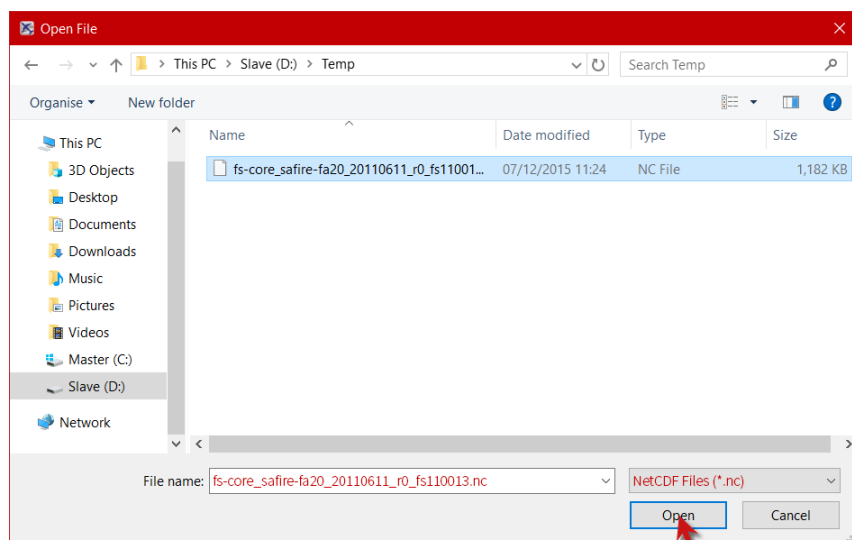 Open File
This PC > Slave (D:) > Temp
Search Temp
Organise
New folder
Name
Date modified
Type
Size
fs-core_safire-fa20_20110611_r0_fs11001...
07/12/2015 11:24
NC File
1,182 KB
This PC
3D Objects
Desktop
Documents
Downloads
Music
Pictures
Videos
Master (C:)
Slave (D:)
Network
File name:
fs-core_safire-fa20_20110611_r0_fs110013.nc
NetCDF Files (*.nc)
Open
Cancel